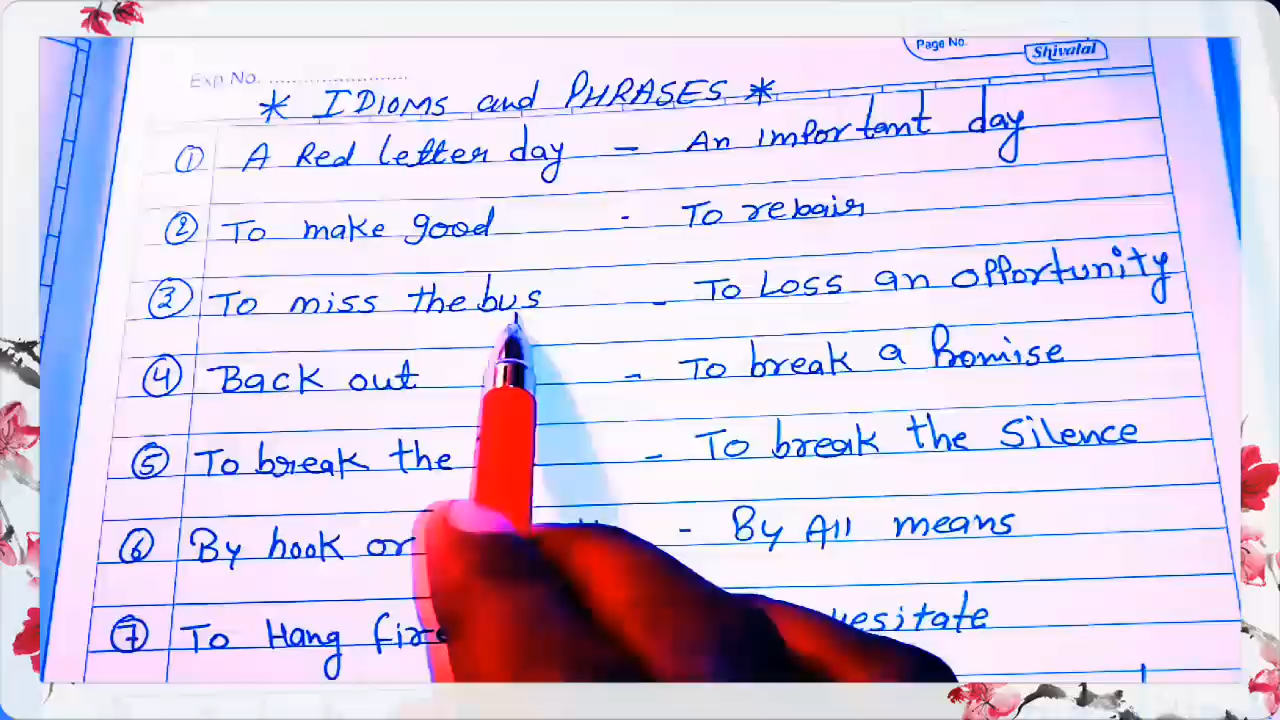 Page No.
Shivalal
Exp No. ........................
* IDIOMS and PHRASES *
① A Red letter day - An important day
② To make good - To repair
③ To miss the bus - To Loss an opportunity
④ Back out - To break a Promise
⑤ To break the - To break the Silence
⑥ By hook or - By All means
⑦ To Hang fire esitate